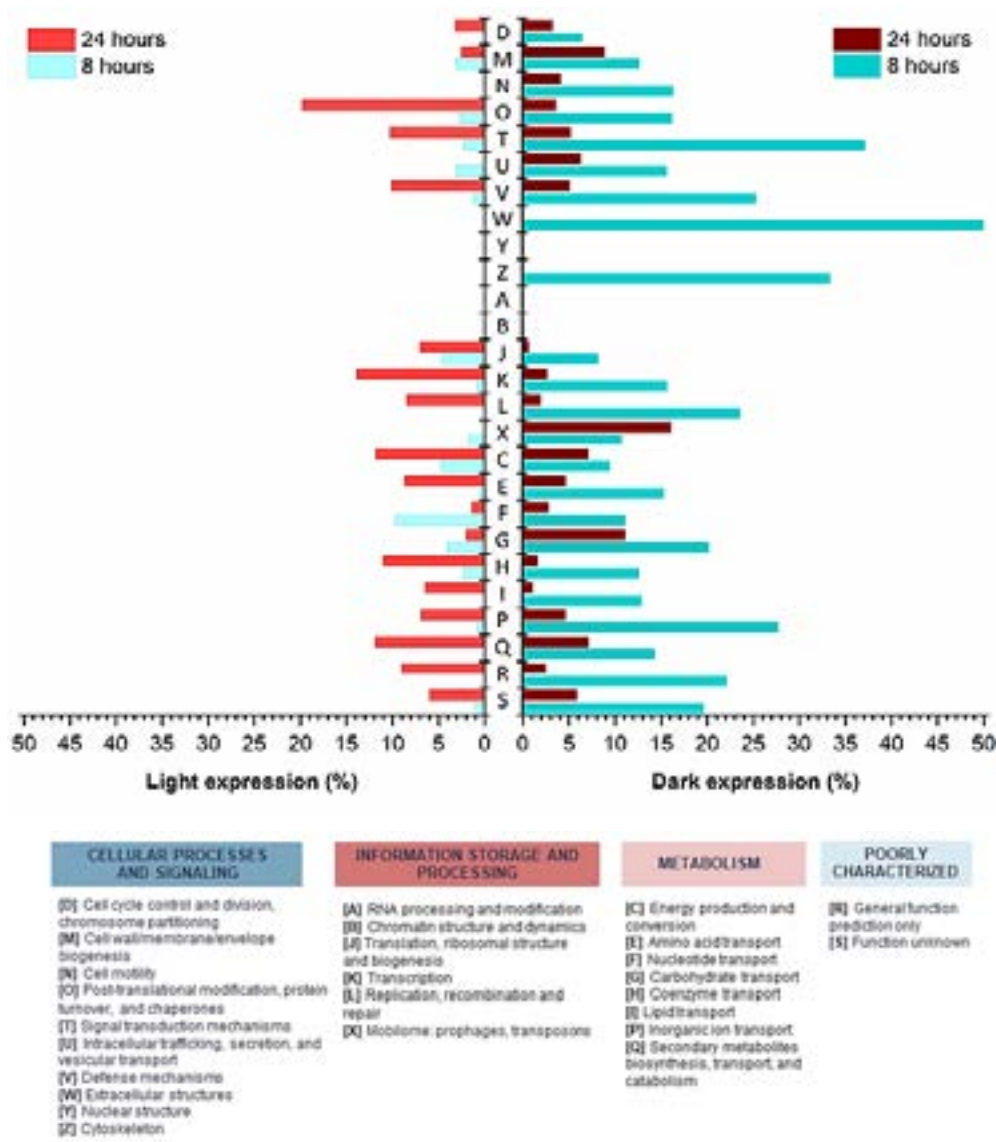 24 hours
8 hours
24 hours
8 hours
D
M
N
O
T
U
V
W
Y
Z
A
B
J
K
L
X
C
E
F
G
H
I
P
Q
R
S
50 45 40 35 30 25 20 15 10 5 0 0 5 10 15 20 25 30 35 40 45 50
Light expression (%) Dark expression (%)
CELLULAR PROCESSES
AND SIGNALING
[D] Cell cycle control and division,
chromosome partitioning
[M] Cell wall/membrane/envelope
biogenesis
[N] Cell motility
[O] Post-translational modification, protein
turnover, and chaperones
[T] Signal transduction mechanisms
[U] Intracellular trafficking, secretion, and
vesicular transport
[V] Defense mechanisms
[W] Extracellular structures
[Y] Nuclear structure
[Z] Cytoskeleton
INFORMATION STORAGE AND
PROCESSING
[A] RNA processing and modification
[B] Chromatin structure and dynamics
[J] Translation, ribosomal structure
and biogenesis
[K] Transcription
[L] Replication, recombination and
repair
[X] Mobilome: prophages, transposons
METABOLISM
[C] Energy production and
conversion
[E] Amino acid transport
[F] Nucleotide transport
[G] Carbohydrate transport
[H] Coenzyme transport
[I] Lipid transport
[P] Inorganic ion transport
[Q] Secondary metabolites
biosynthesis, transport, and
catabolism
POORLY
CHARACTERIZED
[R] General function
prediction only
[S] Function unknown